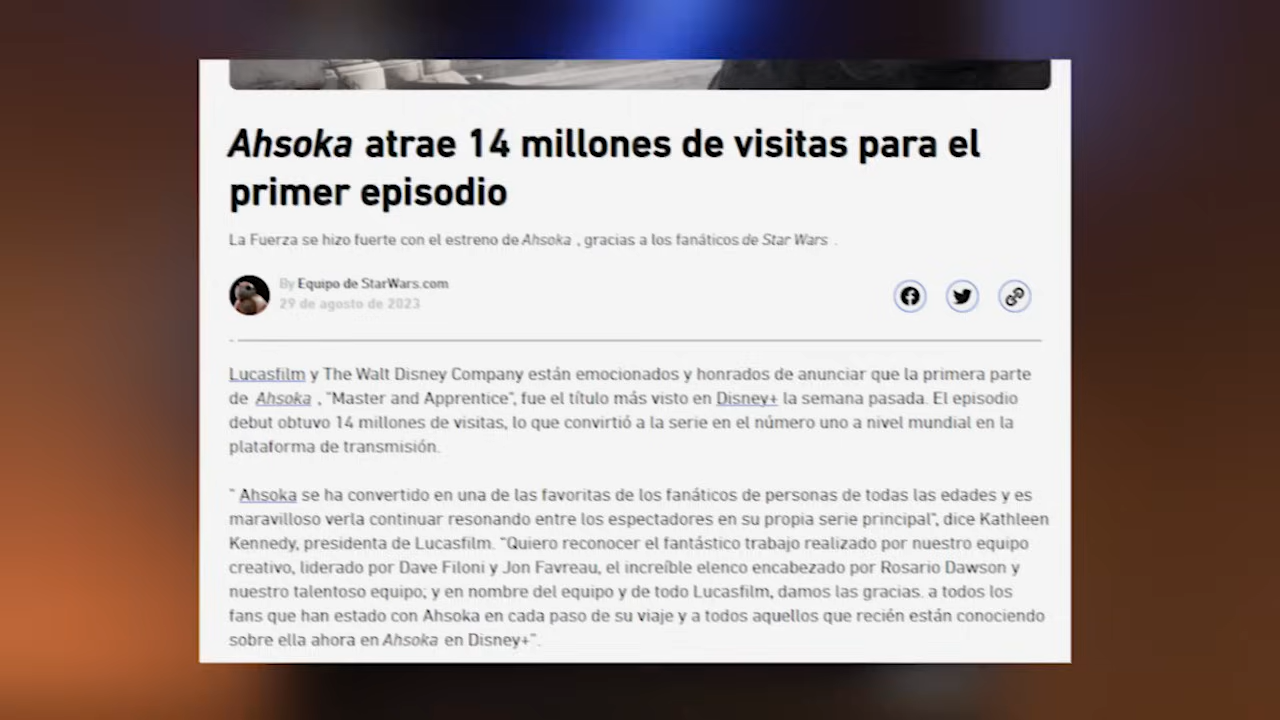 Ahsoka atrae 14 millones de visitas para el
primer episodio
La Fuerza se hizo fuerte con el estreno de Ahsoka , gracias a los fanáticos de Star Wars .
By Equipo de StarWars.com
29 de agosto de 2023
Lucasfilm y The Walt Disney Company están emocionados y honrados de anunciar que la primera parte
de Ahsoka , "Master and Apprentice", fue el título más visto en Disney+ la semana pasada. El episodio
debut obtuvo 14 millones de visitas, lo que convirtió a la serie en el número uno a nivel mundial en la
plataforma de transmisión.
" Ahsoka se ha convertido en una de las favoritas de los fanáticos de personas de todas las edades y es
maravilloso verla continuar resonando entre los espectadores en su propia serie principal", dice Kathleen
Kennedy, presidenta de Lucasfilm. "Quiero reconocer el fantástico trabajo realizado por nuestro equipo
creativo, liderado por Dave Filoni y Jon Favreau, el increíble elenco encabezado por Rosario Dawson y
nuestro talentoso equipo, y en nombre del equipo y de todo Lucasfilm, damos las gracias. a todos los
fans que han estado con Ahsoka en cada paso de su viaje y a todos aquellos que recién están conociendo
sobre ella ahora en Ahsoka en Disney+".